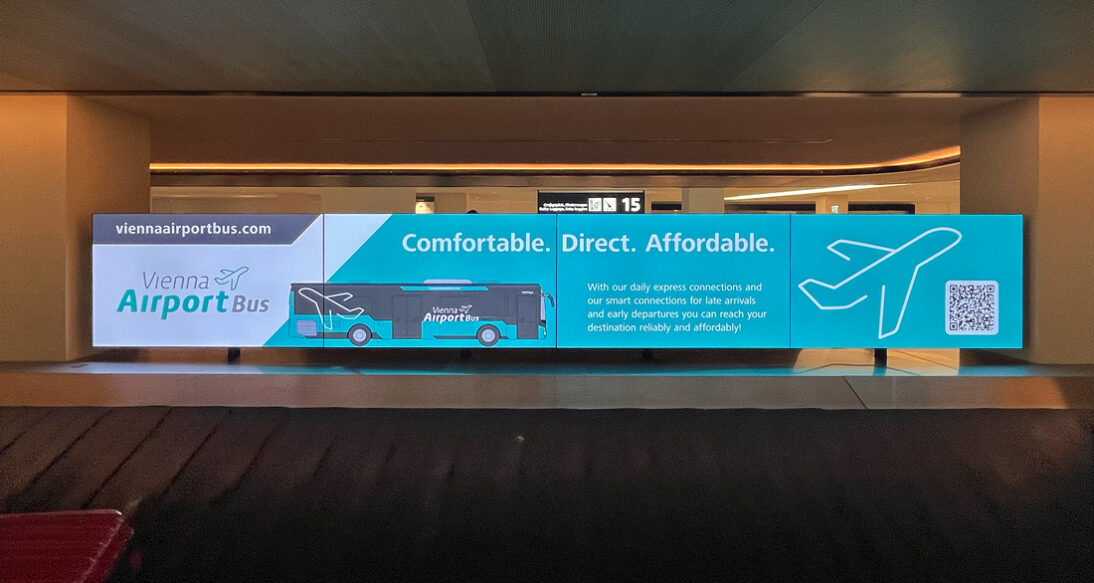 15
viennaairportbus.com
Vienna
Airport Bus
Comfortable. Direct. Affordable.
Vienna
Airport Bus
With our daily express connections and
our smart connections for late arrivals
and early departures you can reach your
destination reliably and affordably!